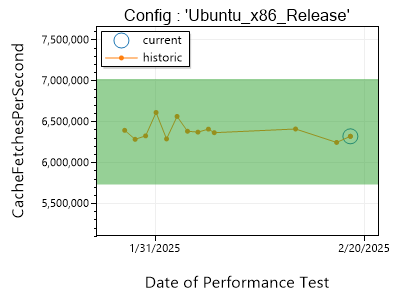 Config : 'Ubuntu_x86_Release'
CacheFetchesPerSecond
7,500,000
7,000,000
6,500,000
6,000,000
5,500,000
current
historic
1/31/2025
2/20/2025
Date of Performance Test